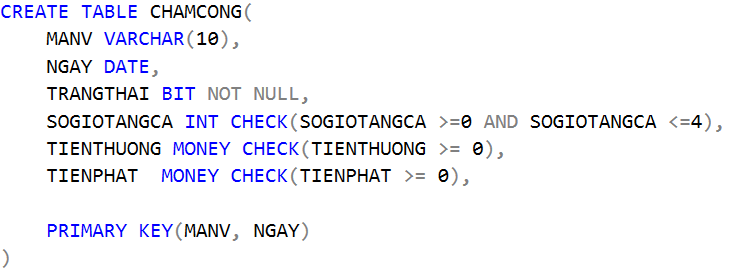 CREATE TABLE CHAMCONG(
    MANV VARCHAR(10),
    NGAY DATE,
    TRANGTHAI BIT NOT NULL,
    SOGIOTANGCA INT CHECK(SOGIOTANGCA >=0 AND SOGIOTANGCA <=4),
    TIENTHUONG MONEY CHECK(TIENTHUONG >= 0),
    TIENPHAT  MONEY CHECK(TIENPHAT >= 0),

    PRIMARY KEY(MANV, NGAY)
)